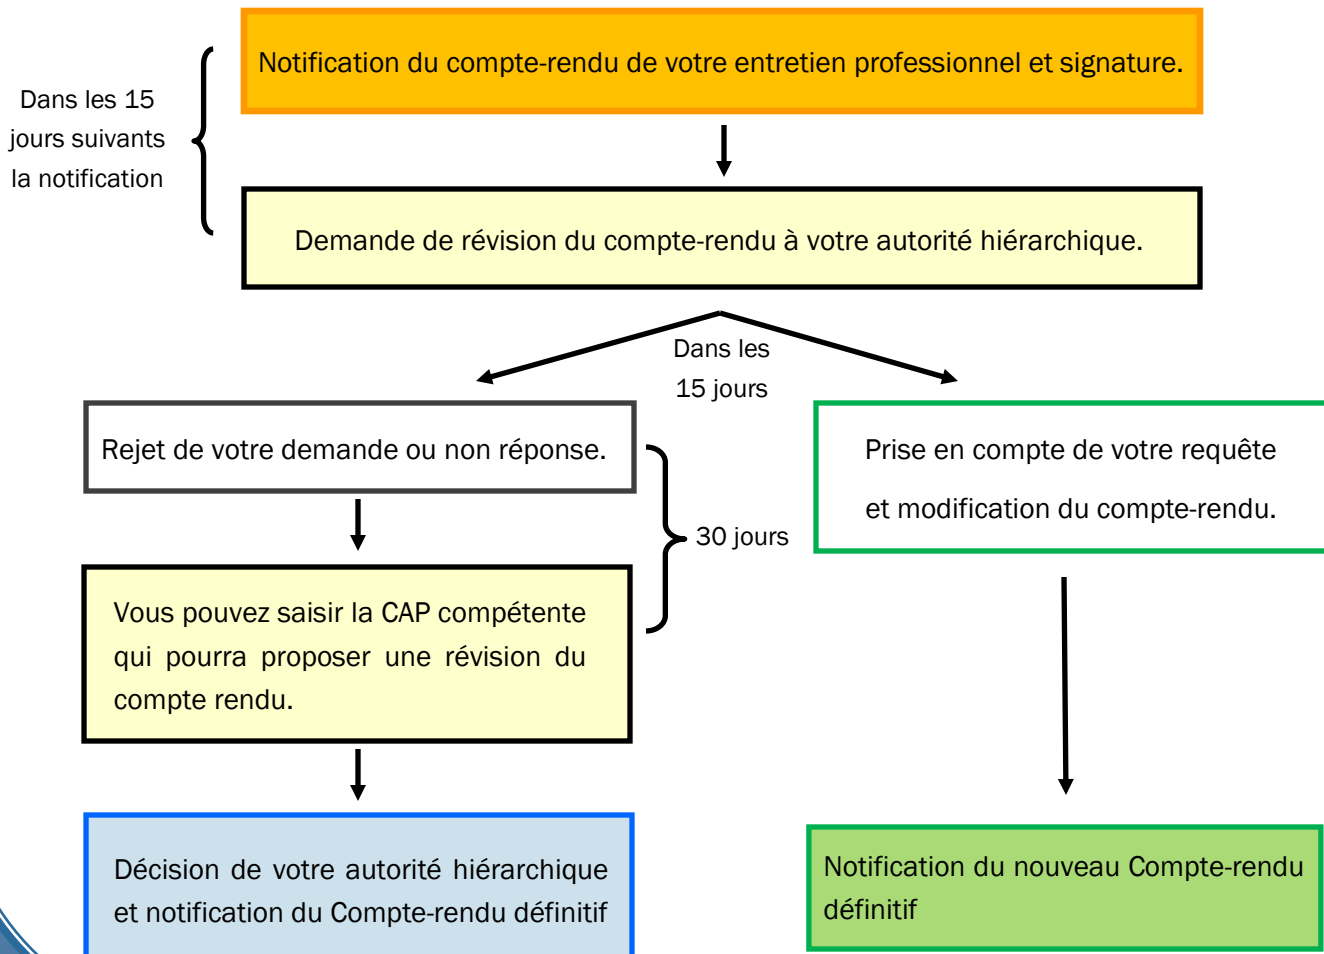 Notification du compte-rendu de votre entretien professionnel et signature.
Dans les 15
jours suivants
la notification
Demande de révision du compte-rendu à votre autorité hiérarchique.
Dans les
15 jours
Rejet de votre demande ou non réponse.
Prise en compte de votre requête
et modification du compte-rendu.
30 jours
Vous pouvez saisir la CAP compétente
qui pourra proposer une révision du
compte rendu.
Décision de votre autorité hiérarchique
et notification du Compte-rendu définitif
Notification du nouveau Compte-rendu
définitif